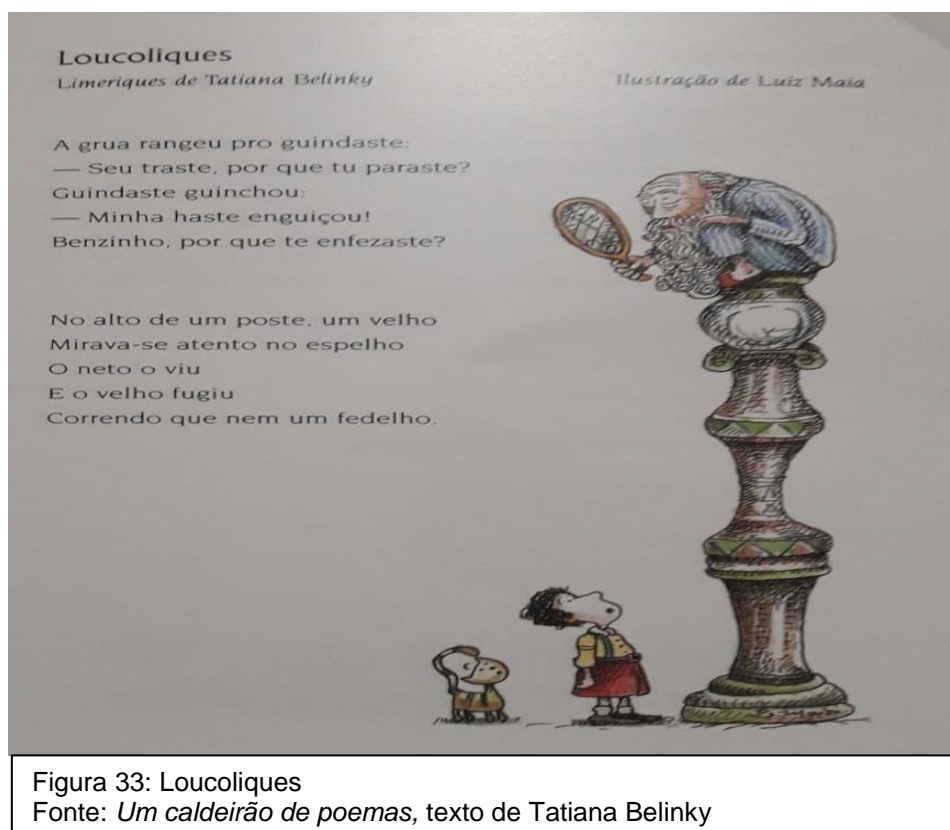 Loucoliques
Limeriques de Tatiana Belinky
Ilustração de Luiz Maia
A grua rangeu pro guindaste:
— Seu traste, por que tu paraste?
Guindaste guinchou:
— Minha haste enguiçou!
Benzinho, por que te enfezaste?
No alto de um poste, um velho
Mirava-se atento no espelho
O neto o viu
E o velho fugiu
Correndo que nem um fedelho.
Figura 33: Loucoliques
Fonte: Um caldeirão de poemas, texto de Tatiana Belinky